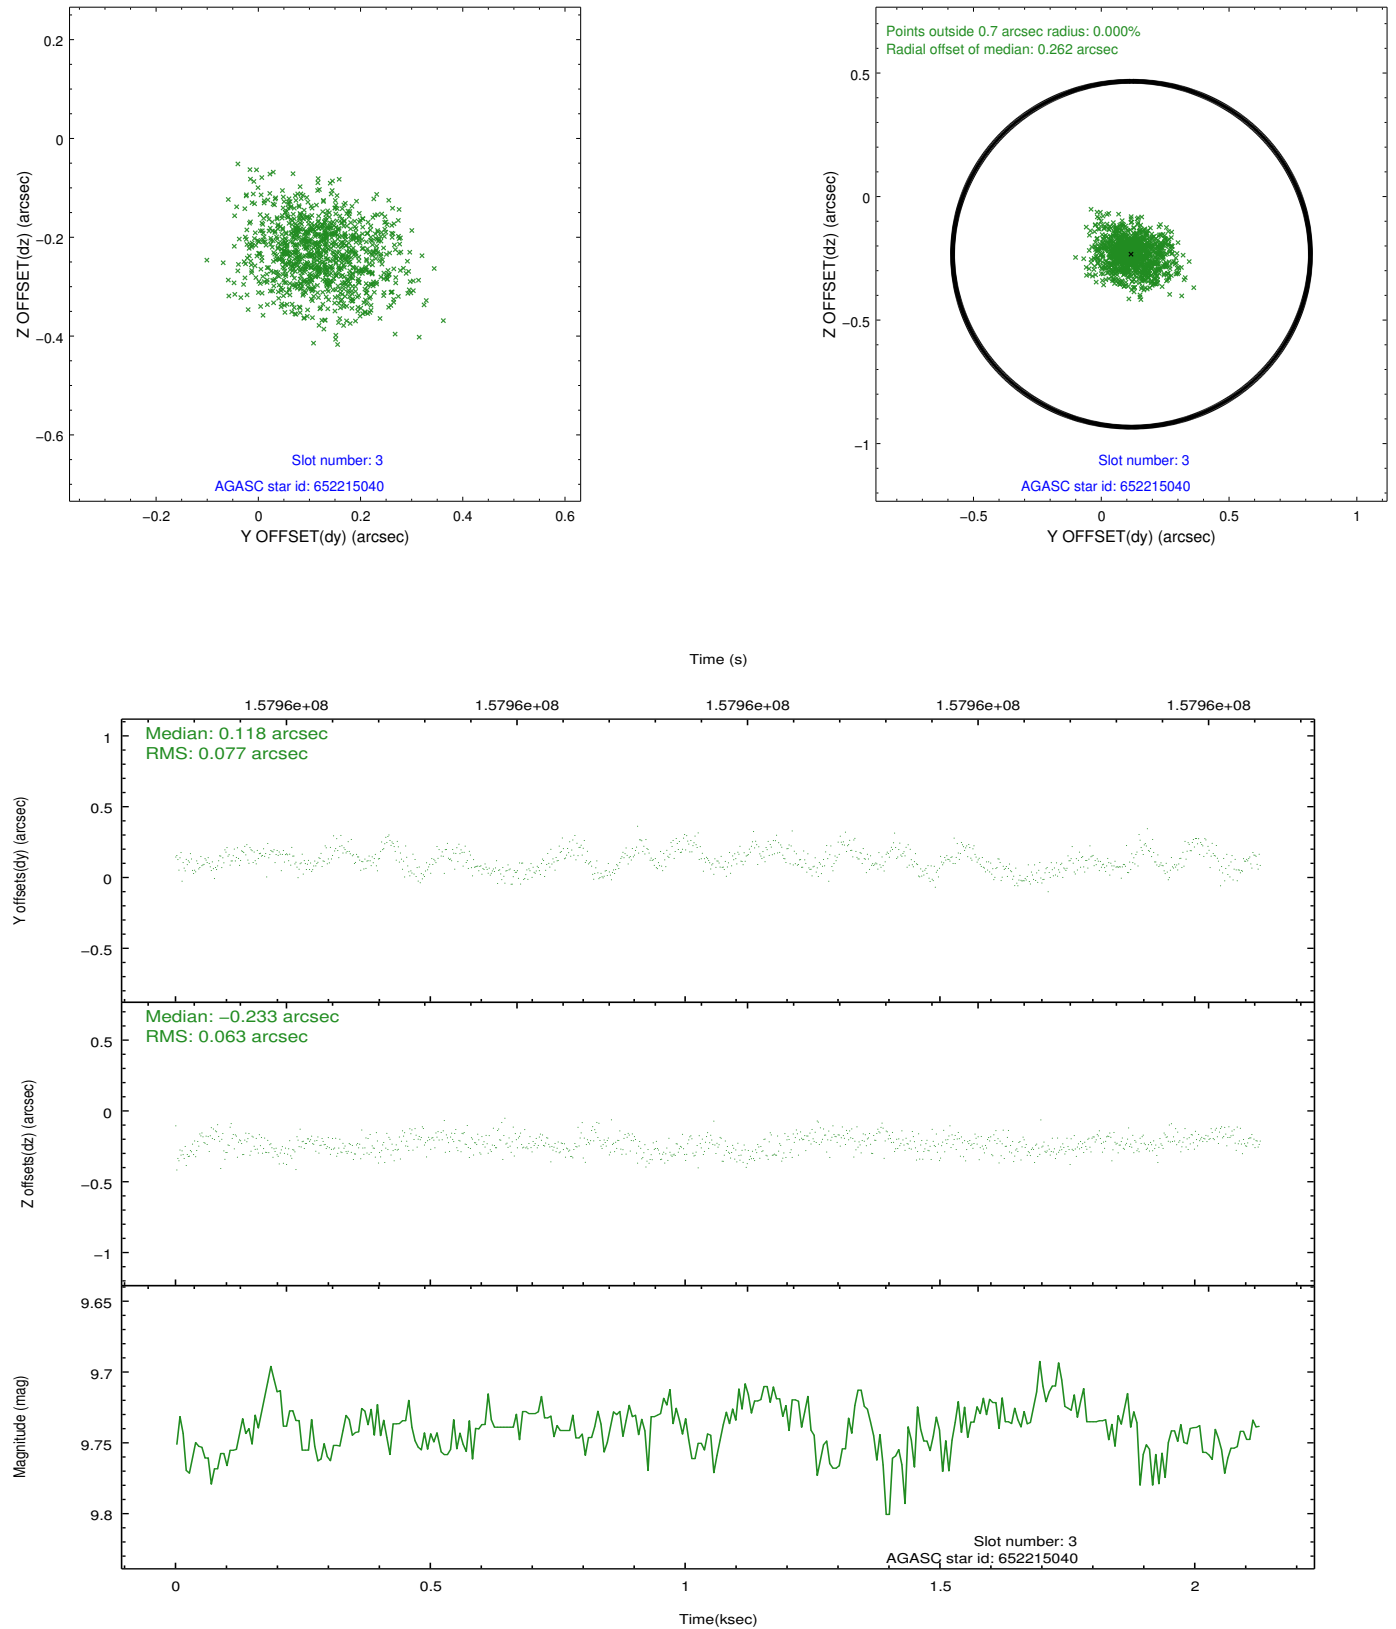 0.2
0
−0.2
−0.4
−0.6
Z OFFSET(dz) (arcsec)
Slot number: 3
AGASC star id: 652215040
−0.2 0 0.2 0.4 0.6
Y OFFSET(dy) (arcsec)
Points outside 0.7 arcsec radius: 0.000%
Radial offset of median: 0.262 arcsec
0.5
0
−0.5
−1
Z OFFSET(dz) (arcsec)
Slot number: 3
AGASC star id: 652215040
−0.5 0 0.5 1
Y OFFSET(dy) (arcsec)
Time (s)
1.5796e+08 1.5796e+08 1.5796e+08 1.5796e+08 1.5796e+08
Median: 0.118 arcsec
RMS: 0.077 arcsec
1
0.5
0
−0.5
Y offsets(dy) (arcsec)
Median: −0.233 arcsec
RMS: 0.063 arcsec
0.5
0
−0.5
−1
Z offsets(dz) (arcsec)
9.65
9.7
9.75
9.8
Magnitude (mag)
Slot number: 3
AGASC star id: 652215040
0 0.5 1 1.5 2
Time(ksec)